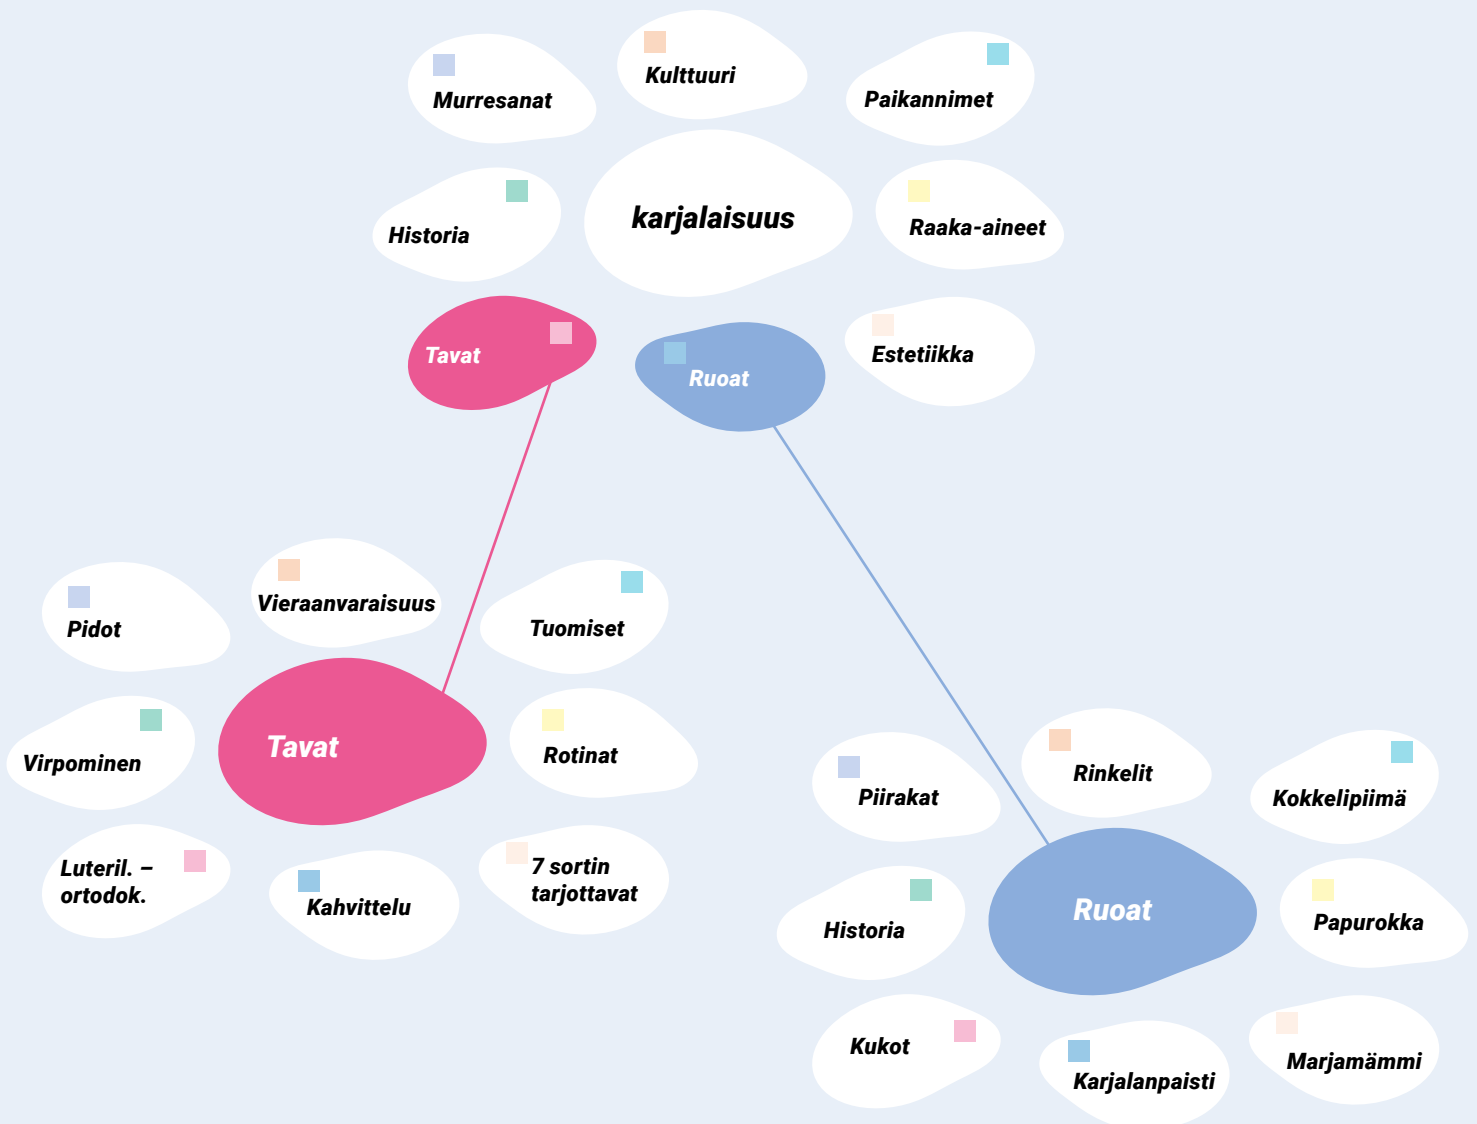 Murresanat
Kulttuuri
Paikannimet
Historia
karjalaisuus
Raaka-aineet
Tavat
Ruoat
Estetiikka
Pidot
Vieraanvaraisuus
Tuomiset
Virpominen
Tavat
Rotinat
Luteril. –
ortodok.
Kahvittelu
7 sortin
tarjottavat
Piirakat
Rinkelit
Kokkelipiimä
Historia
Ruoat
Papurokka
Kukot
Karjalanpaisti
Marjamämmi